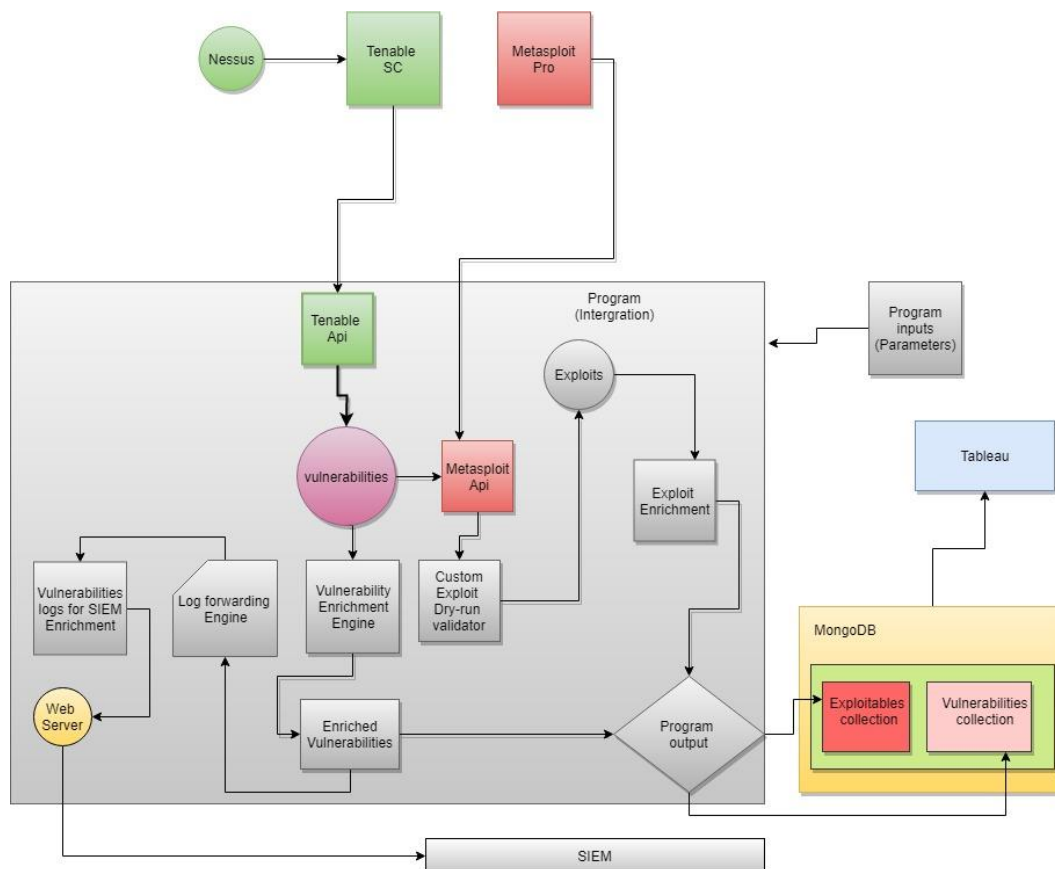 Nessus
Tenable
SC
Metasploit
Pro
Tenable
Api
Program
(Intergration)
Program
inputs
(Parameters)
Exploits
Tableau
vulnerabilities
Metasploit
Api
Exploit
Enrichment
Vulnerabilities
logs for SIEM
Enrichment
Log forwarding
Engine
Vulnerability
Enrichment
Engine
Custom
Exploit
Dry-run
validator
MongoDB
Web
Server
Enriched
Vulnerabilities
Program
output
Exploitables
collection
Vulnerabilities
collection
SIEM